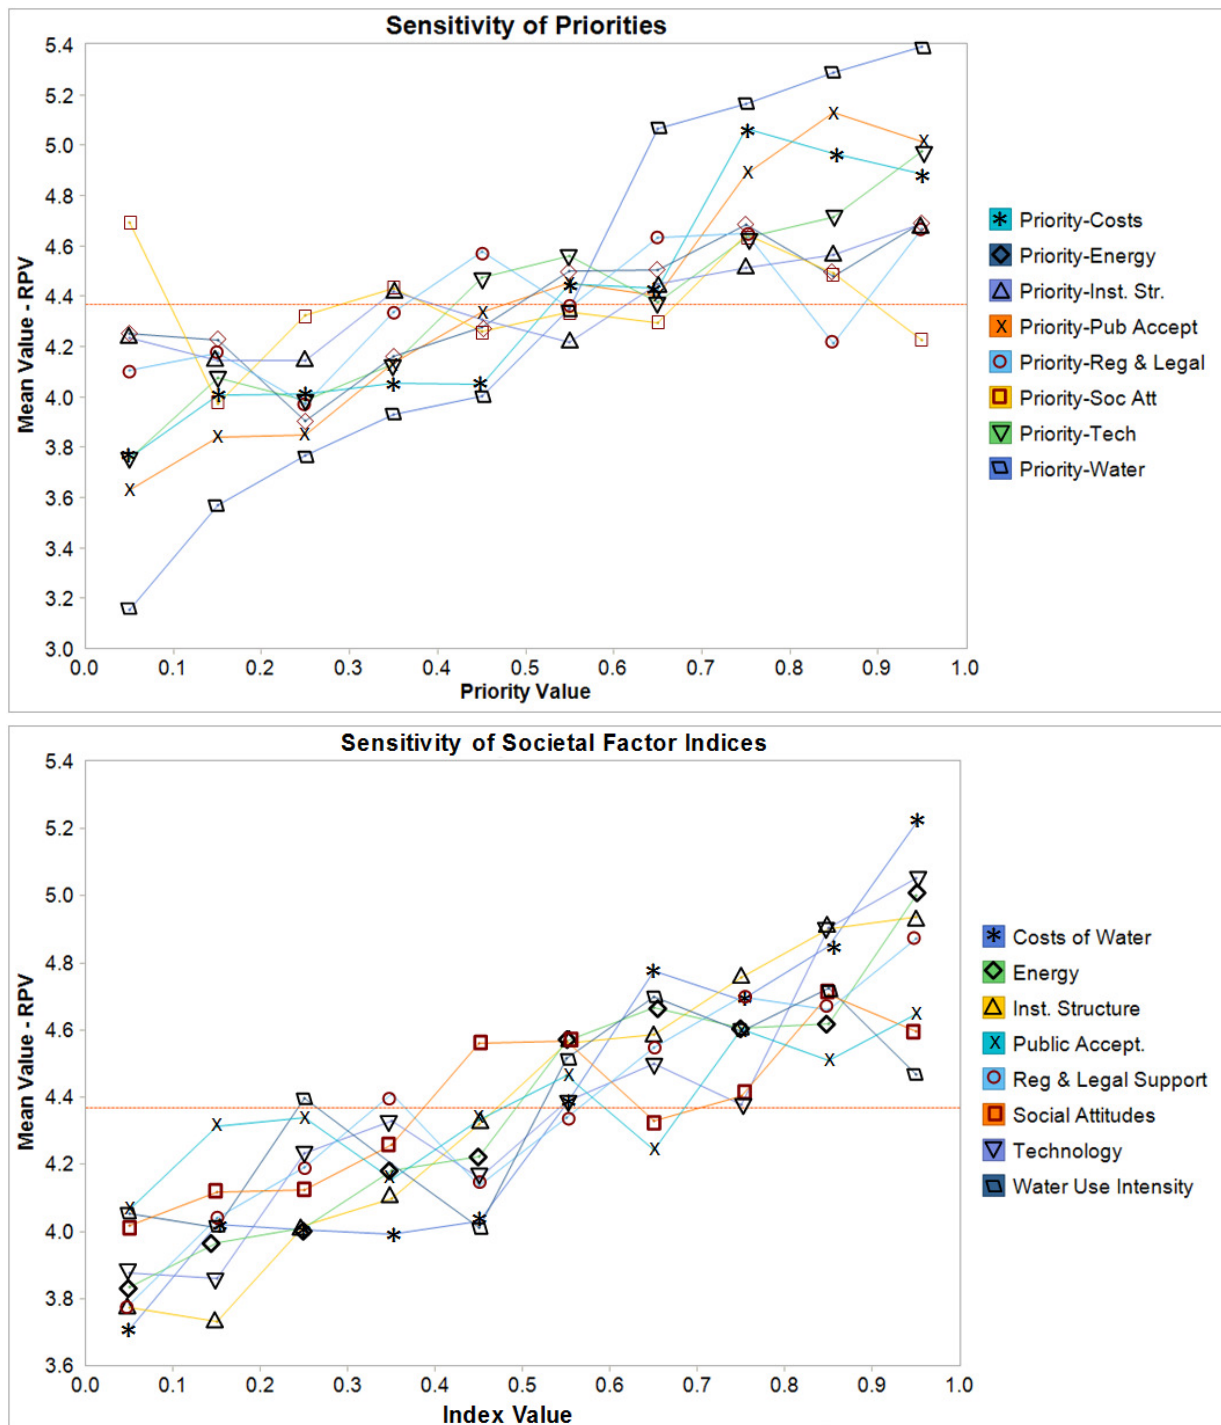 Sensitivity of Priorities
5.4
5.2
5.0
4.8
4.6
4.4
4.2
4.0
3.8
3.6
3.4
3.2
3.0
Mean Value - RPV
0.0 0.1 0.2 0.3 0.4 0.5 0.6 0.7 0.8 0.9 1.0
Priority Value
Priority-Costs
Priority-Energy
Priority-Inst. Str.
Priority-Pub Accept
Priority-Reg & Legal
Priority-Soc Att
Priority-Tech
Priority-Water
Sensitivity of Societal Factor Indices
5.4
5.2
5.0
4.8
4.6
4.4
4.2
4.0
3.8
3.6
Mean Value - RPV
0.0 0.1 0.2 0.3 0.4 0.5 0.6 0.7 0.8 0.9 1.0
Index Value
Costs of Water
Energy
Inst. Structure
Public Accept.
Reg & Legal Support
Social Attitudes
Technology
Water Use Intensity